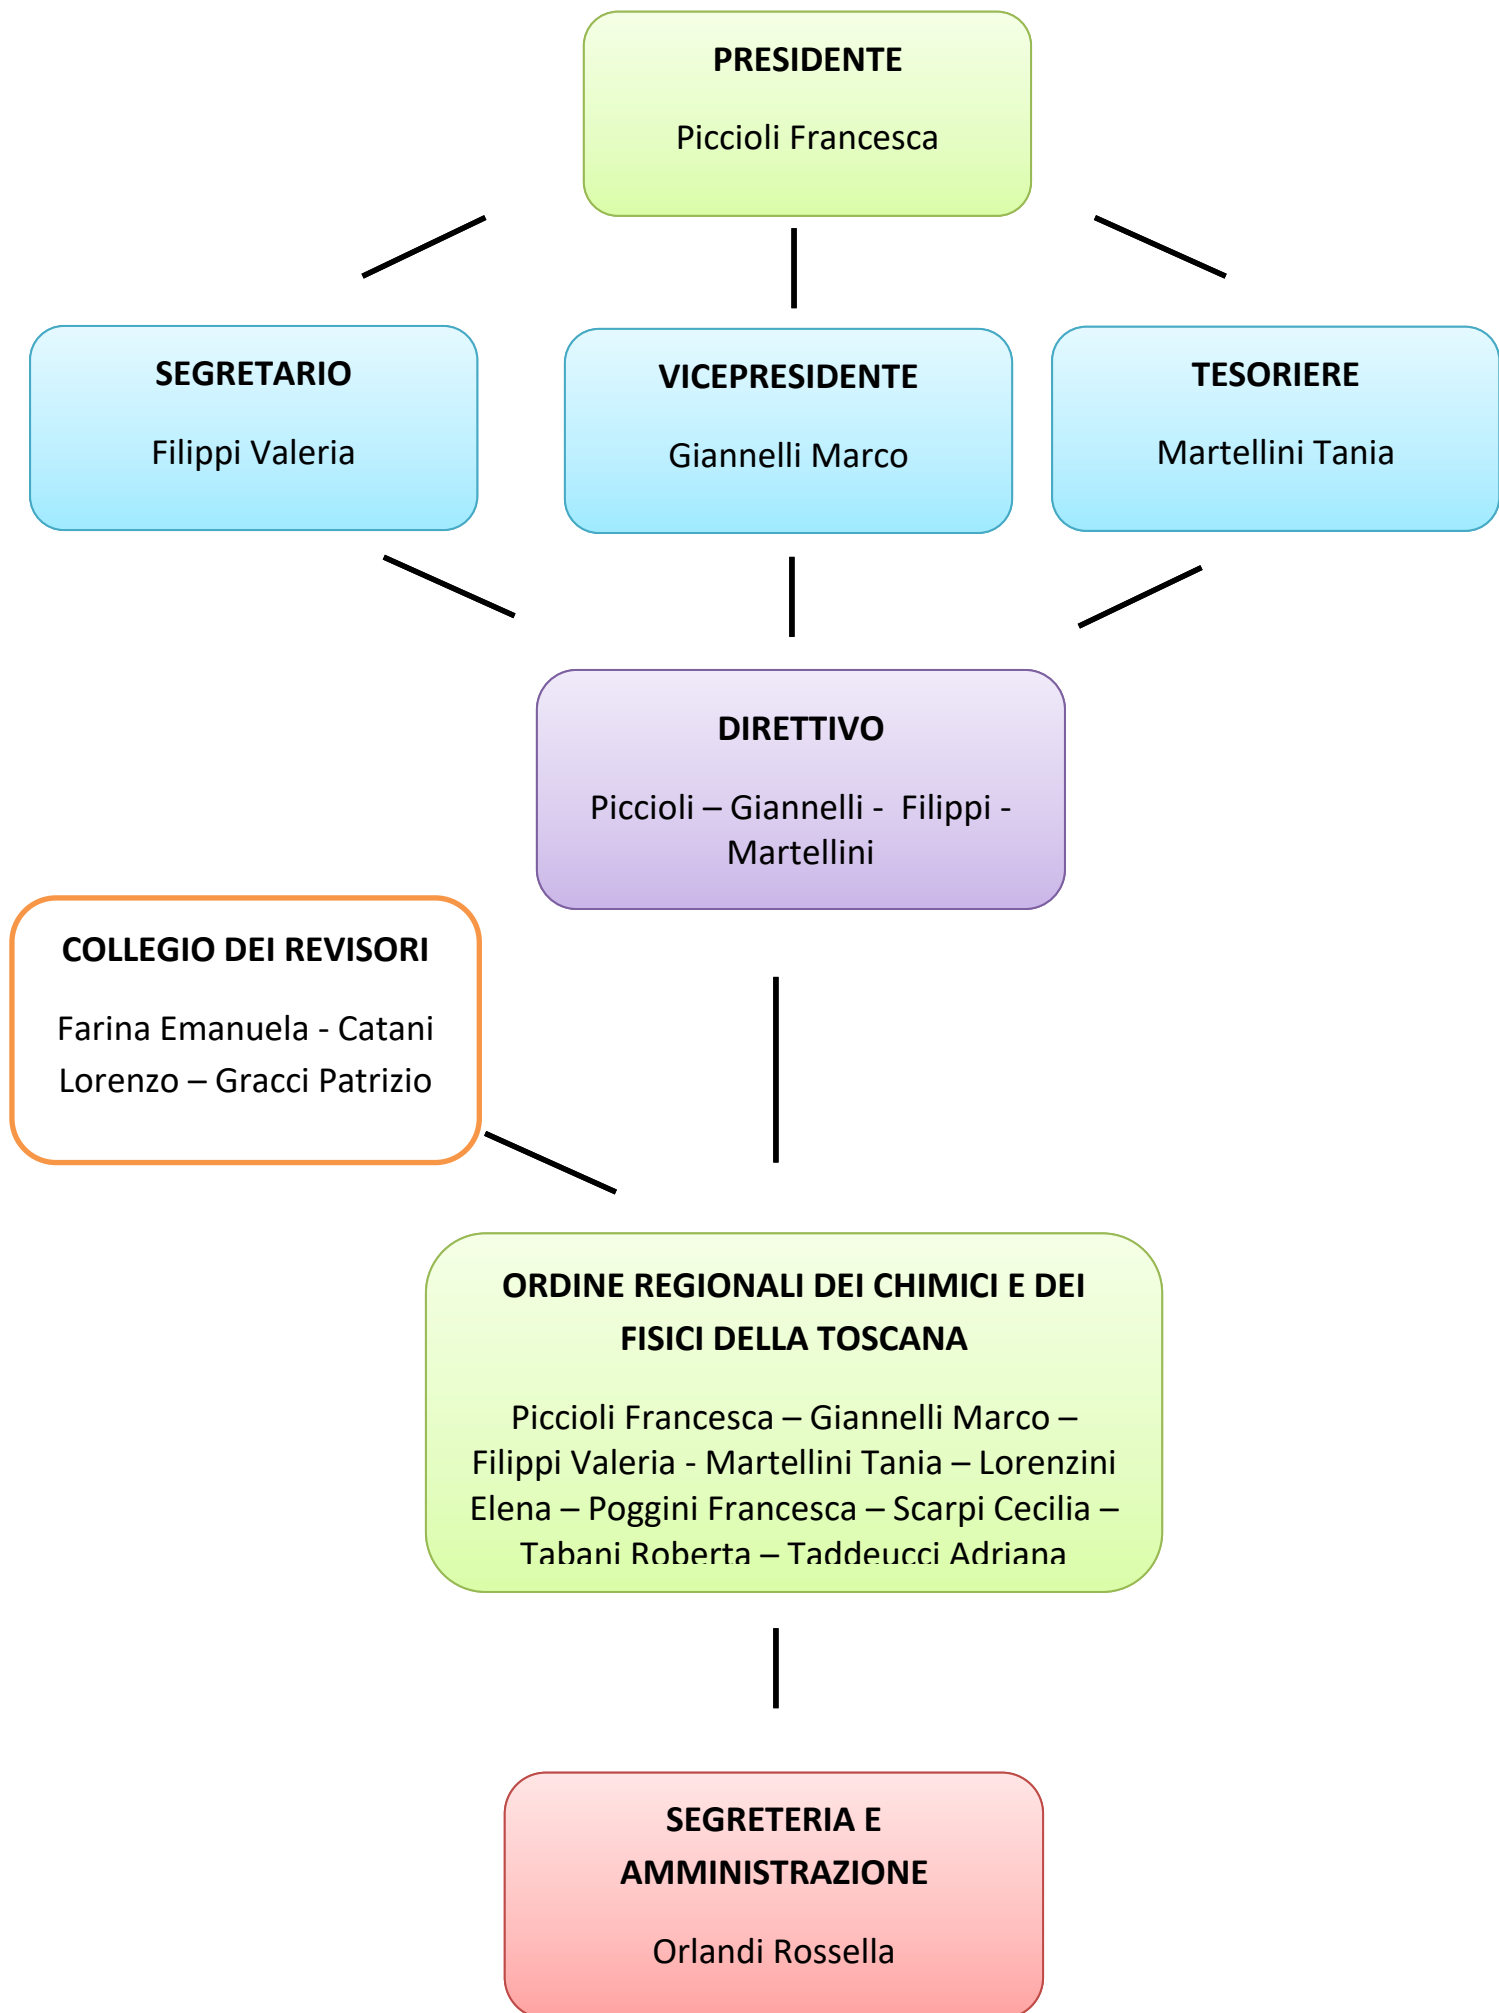 PRESIDENTE
Piccioli Francesca
SEGRETARIO
Filippi Valeria
VICEPRESIDENTE
Giannelli Marco
TESORIERE
Martellini Tania
DIRETTIVO
Piccioli – Giannelli - Filippi -
Martellini
COLLEGIO DEI REVISORI
Farina Emanuela - Catani
Lorenzo – Gracci Patrizio
ORDINE REGIONALI DEI CHIMICI E DEI
FISICI DELLA TOSCANA
Piccioli Francesca – Giannelli Marco –
Filippi Valeria - Martellini Tania – Lorenzini
Elena – Poggini Francesca – Scarpi Cecilia –
Tabani Roberta – Taddeucci Adriana
SEGRETERIA E
AMMINISTRAZIONE
Orlandi Rossella